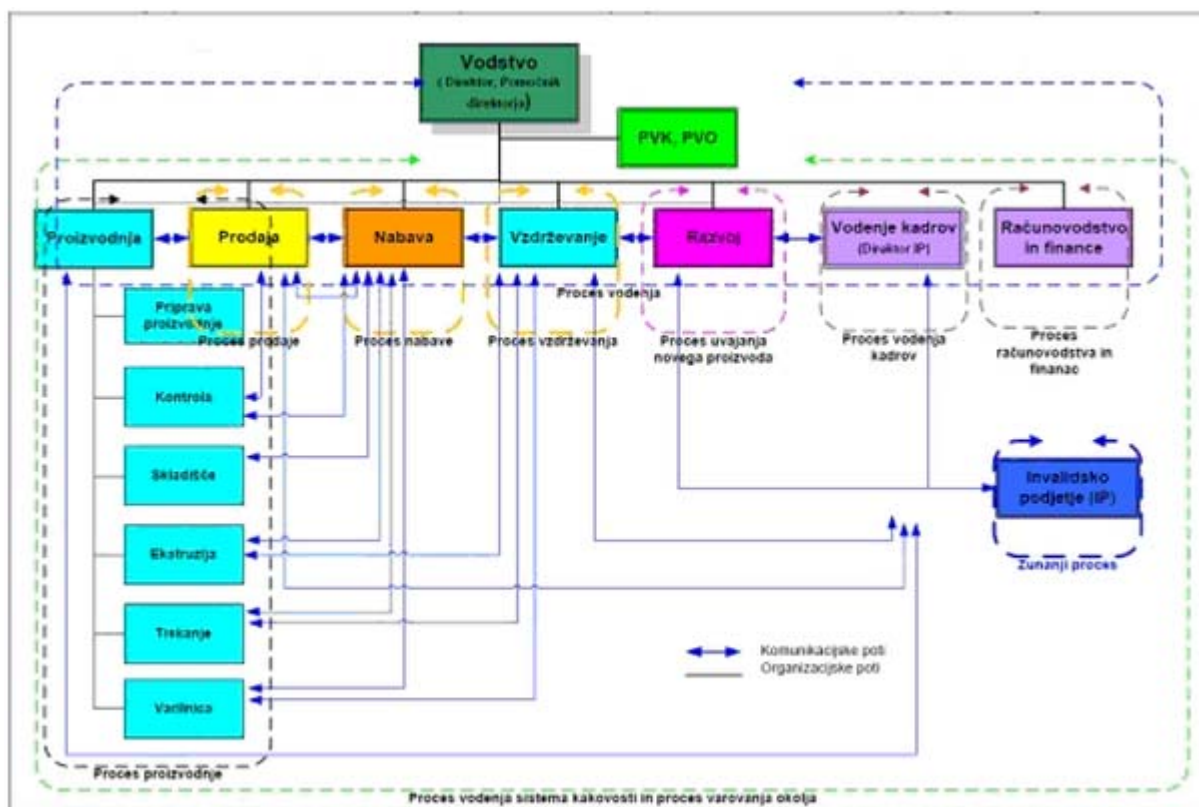 Vodstvo
( Direktor, Pomočnik
direktorja)
PVK, PVO
Proizvodnja
Prodaja
Nabava
Vzdrževanje
Razvoj
Vodenje kadrov
(Direktor IP)
Računovodstvo
in finance
Proces vodenja
Priprava
proizvodnje
Proces prodaje
Proces nabave
Proces vzdrževanja
Proces uvajanja
novega proizvoda
Proces vodenja
kadrov
Proces
računovodstva in
financ
Kontrola
Skladišče
Invalidsko
podjetje (IP)
Ekstruzija
Zunanji proces
Tiskanje
Komunikacijske poti
Organizacijske poti
Varilnica
Proces proizvodnje
Proces vodenja sistema kakovosti in proces varovanja okolja